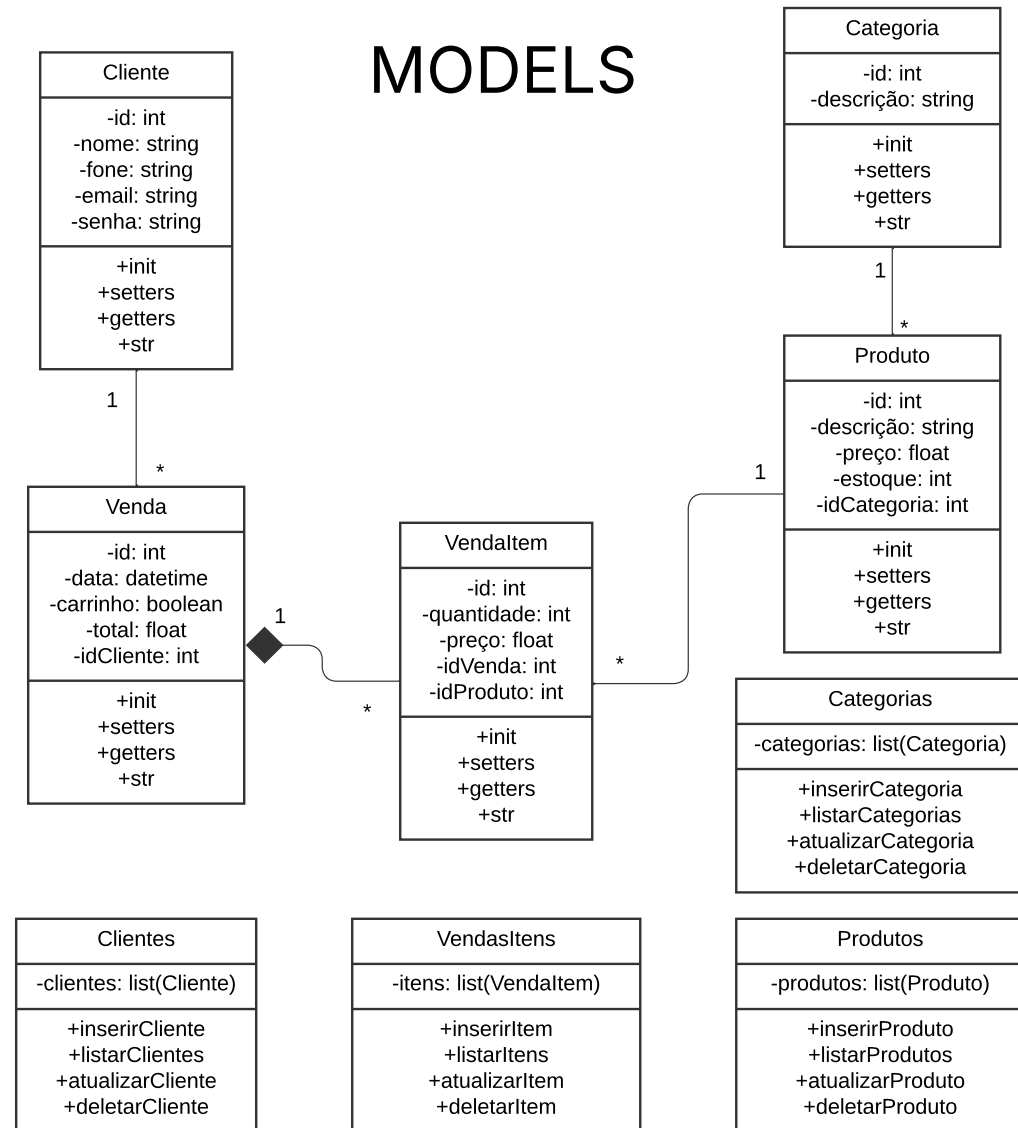 MODELS
Cliente
-id: int
-nome: string
-fone: string
-email: string
-senha: string
+init
+setters
+getters
+str
1
*
Categoria
-id: int
-descrição: string
+init
+setters
+getters
+str
1
*
Produto
-id: int
-descrição: string
-preço: float
-estoque: int
-idCategoria: int
+init
+setters
+getters
+str
1
*
Venda
-id: int
-data: datetime
-carrinho: boolean
-total: float
-idCliente: int
+init
+setters
+getters
+str
1
*
VendaItem
-id: int
-quantidade: int
-preço: float
-idVenda: int
-idProduto: int
+init
+setters
+getters
+str
Categorias
-categorias: list(Categoria)
+inserirCategoria
+listarCategorias
+atualizarCategoria
+deletarCategoria
Clientes
-clientes: list(Cliente)
+inserirCliente
+listarClientes
+atualizarCliente
+deletarCliente
VendasItens
-itens: list(VendaItem)
+inserirItem
+listarItens
+atualizarItem
+deletarItem
Produtos
-produtos: list(Produto)
+inserirProduto
+listarProdutos
+atualizarProduto
+deletarProduto